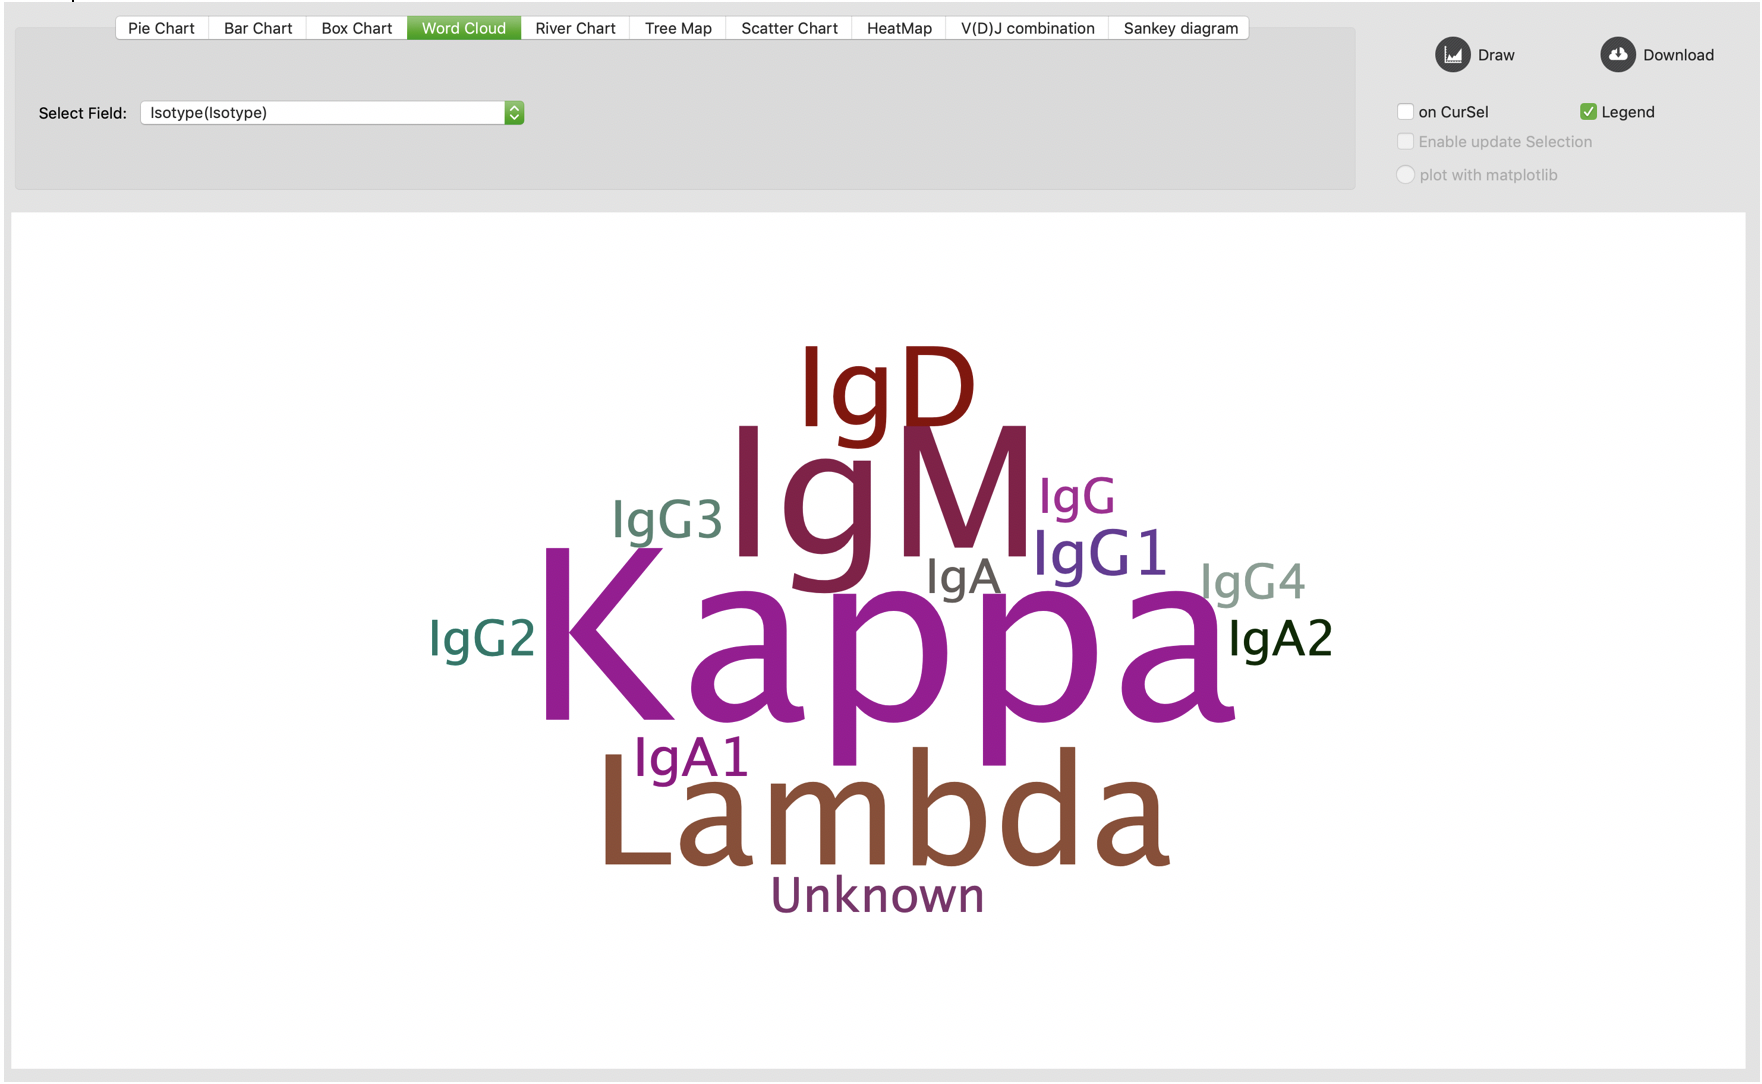 Pie Chart Bar Chart Box Chart Word Cloud River Chart Tree Map Scatter Chart HeatMap V(D)J combination Sankey diagram
Draw Download
Select Field: Isotype(Isotype)
on CurSel Legend
Enable update Selection
plot with matplotlib
IgD
IgM
IgG
IgG3
IgG1
IgA
IgG4
Kappa
IgG2
IgA2
IgA1
Lambda
Unknown